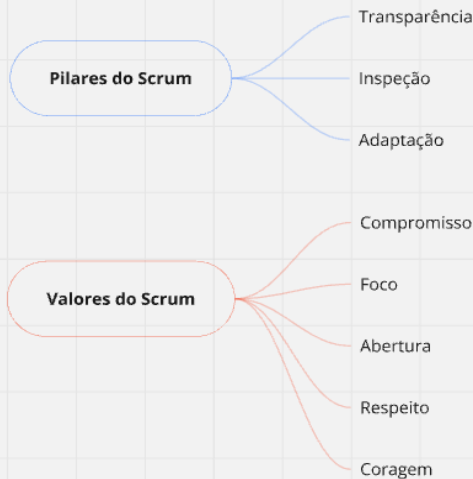 Pilares do Scrum
Transparência
Inspeção
Adaptação
Valores do Scrum
Compromisso
Foco
Abertura
Respeito
Coragem